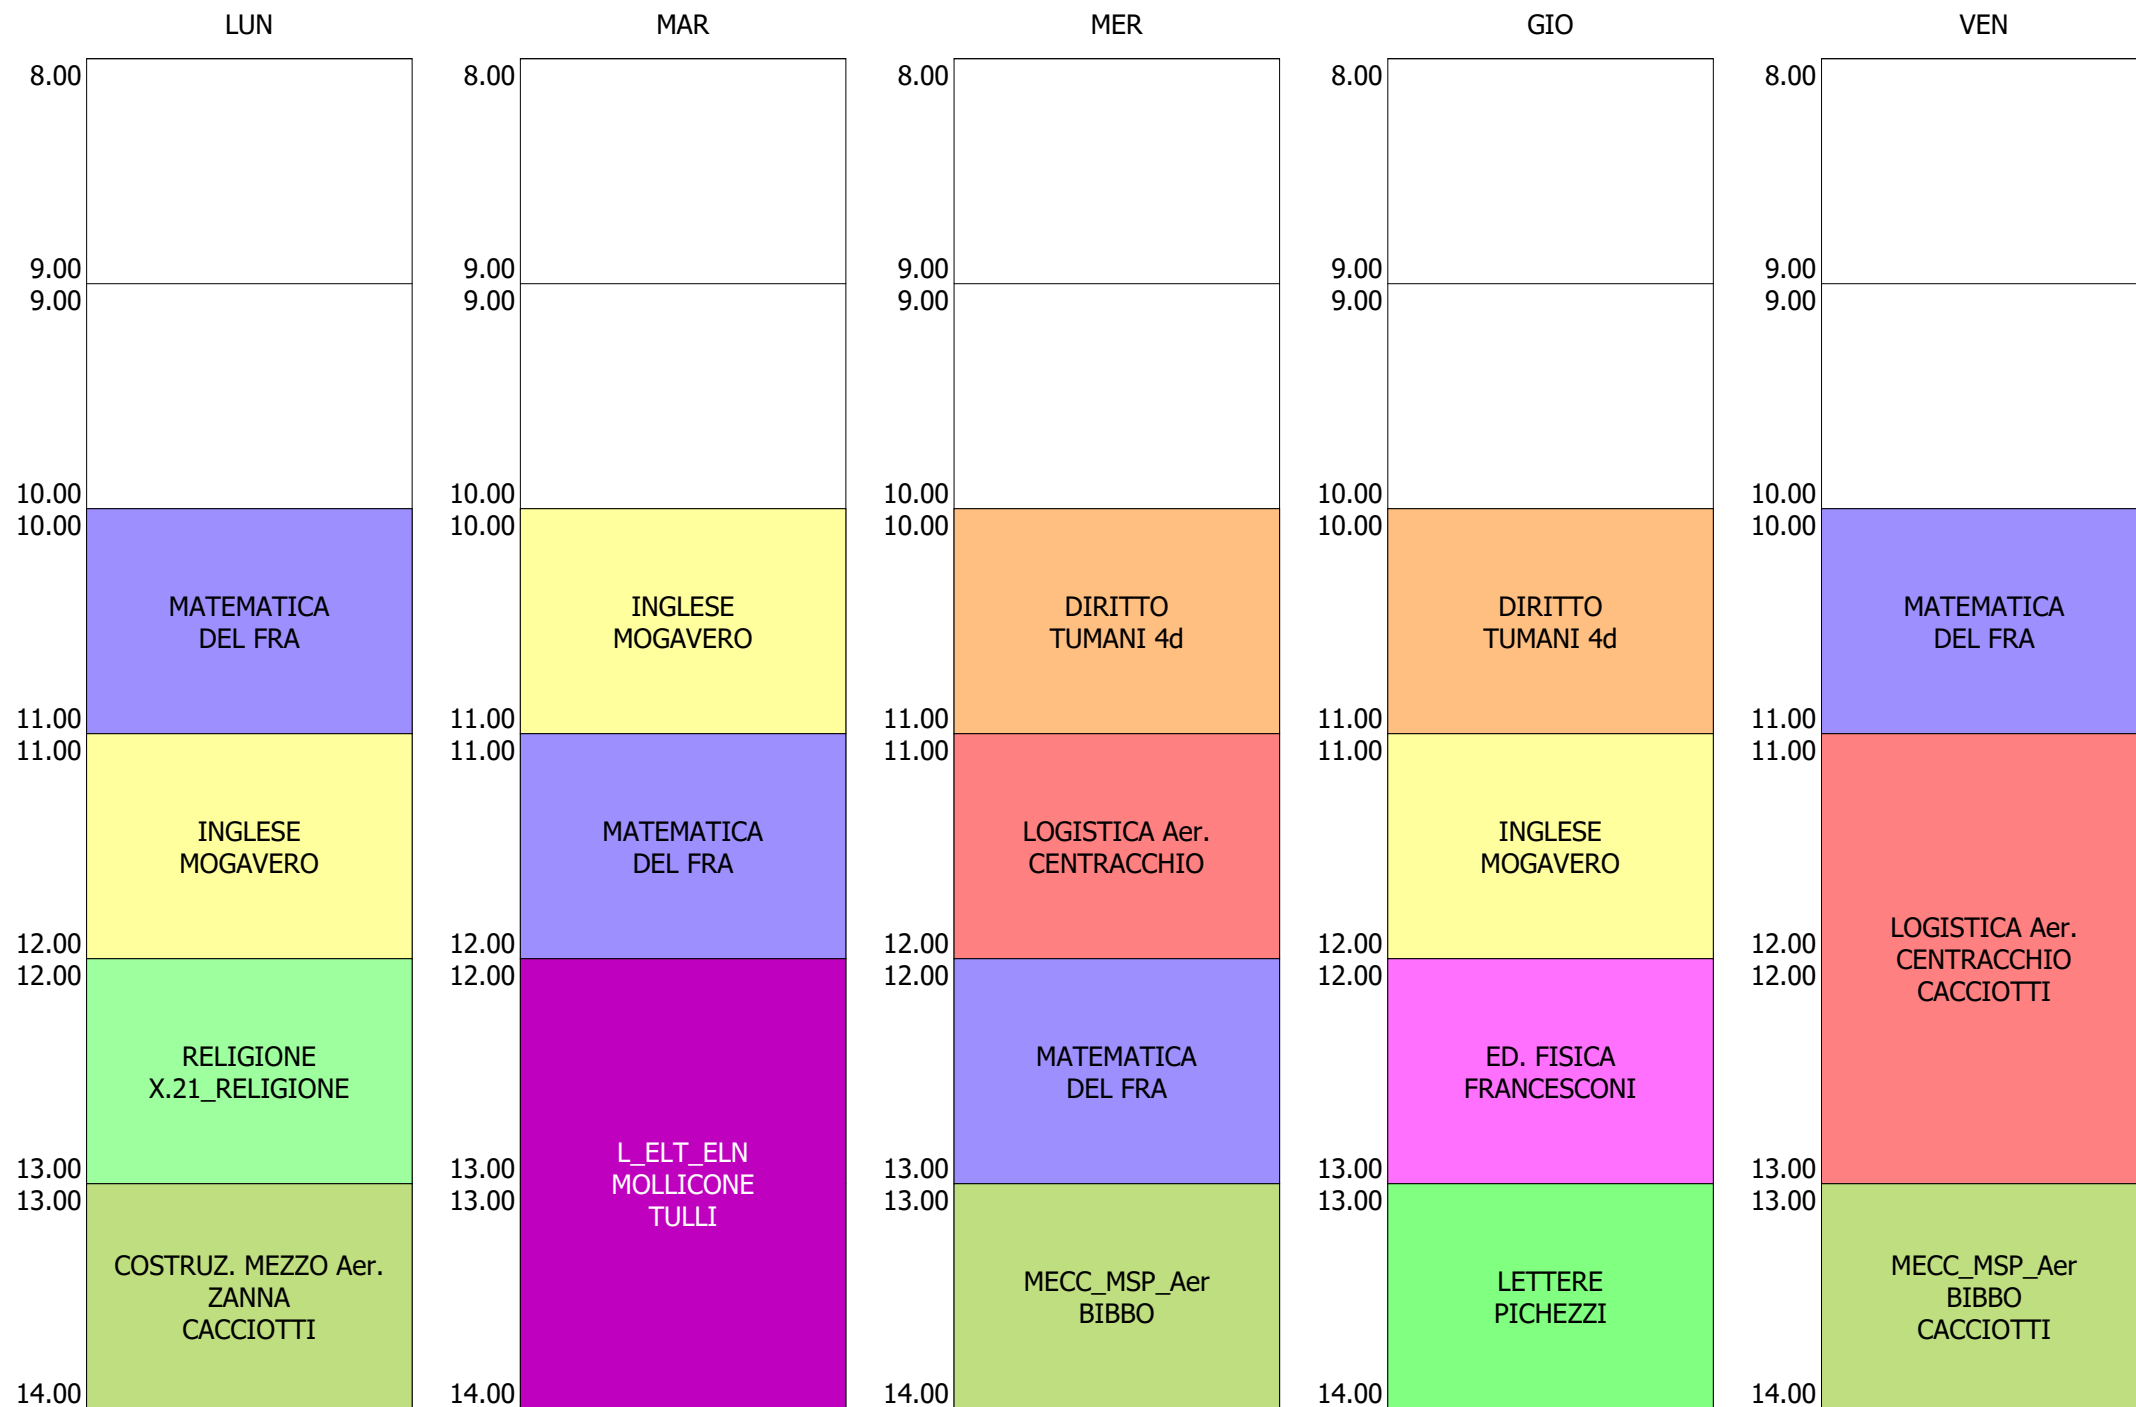 LUN MAR MER GIO VEN
8.00 8.00 8.00 8.00 8.00
9.00 9.00 9.00 9.00 9.00
9.00 9.00 9.00 9.00 9.00
10.00 10.00 10.00 10.00 10.00
10.00 10.00 10.00 10.00 10.00
MATEMATICA INGLESE DIRITTO DIRITTO MATEMATICA
DEL FRA MOGAVERO TUMANI 4d TUMANI 4d DEL FRA
11.00 11.00 11.00 11.00 11.00
11.00 11.00 11.00 11.00 11.00
INGLESE MATEMATICA LOGISTICA Aer. INGLESE
MOGAVERO DEL FRA CENTRACCHIO MOGAVERO
LOGISTICA Aer.
12.00 12.00 12.00 12.00 12.00
CENTRACCHIO
12.00 12.00 12.00 12.00 12.00
CACCIOTTI
RELIGIONE MATEMATICA ED. FISICA
X.21_RELIGIONE DEL FRA FRANCESCONI
L_ELT_ELN
13.00 13.00 13.00 13.00 13.00
MOLLICONE
13.00 13.00 13.00 13.00 13.00
TULLI
COSTRUZ. MEZZO Aer. MECC_MSP_Aer
MECC_MSP_Aer LETTERE
ZANNA BIBBO
BIBBO PICHEZZI
CACCIOTTI CACCIOTTI
14.00 14.00 14.00 14.00 14.00